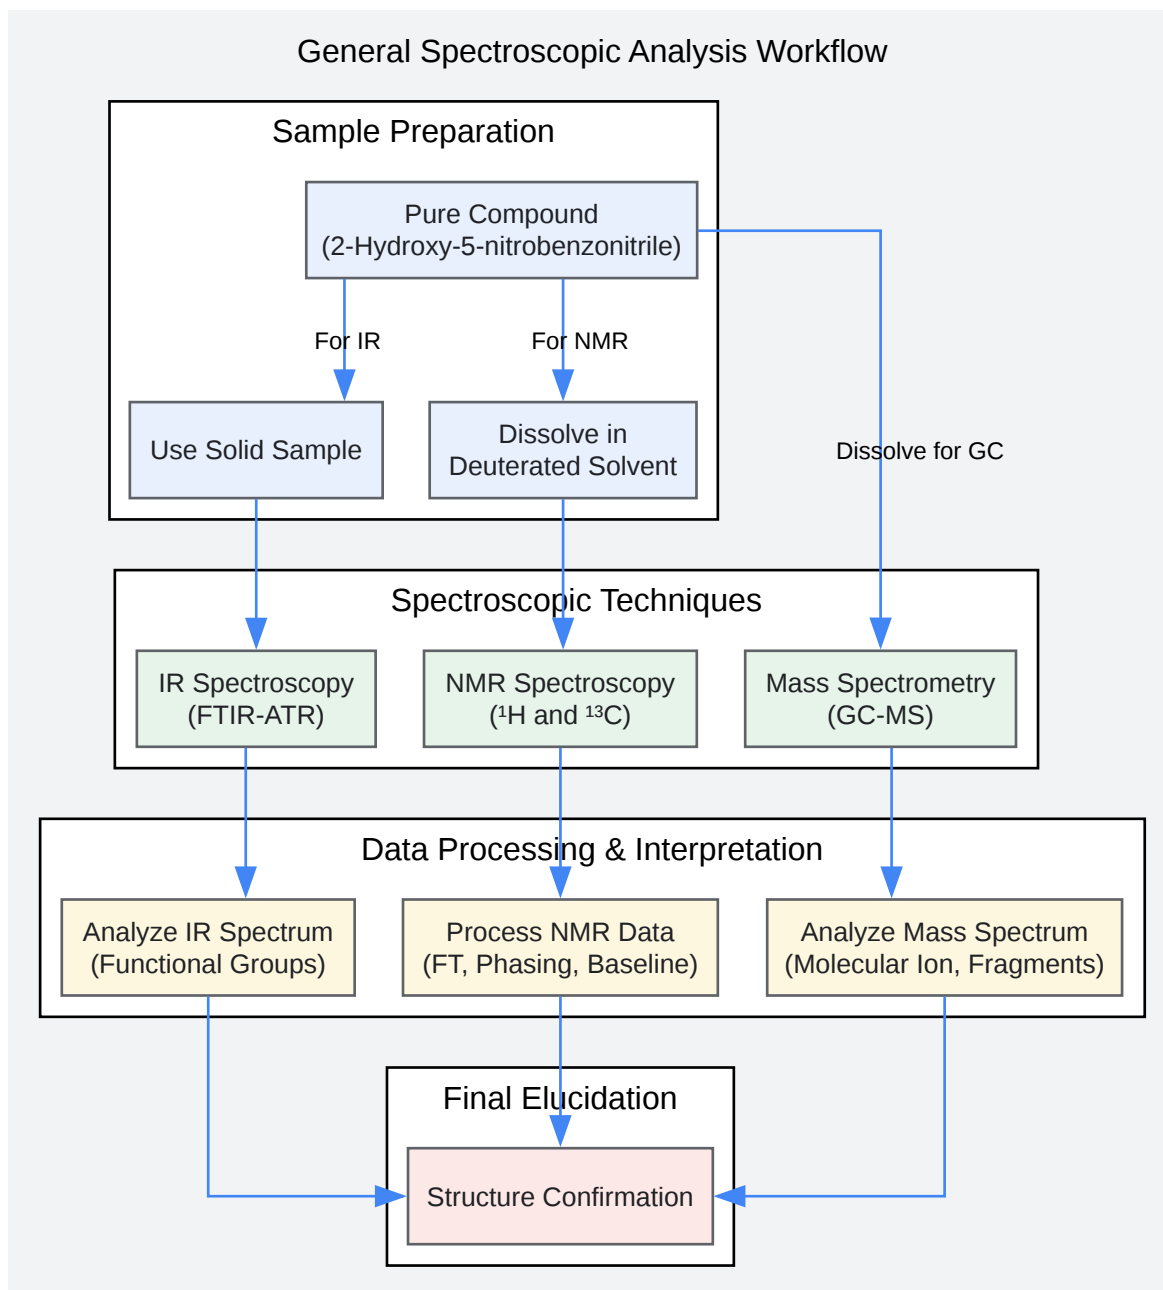 General Spectroscopic Analysis Workflow
Sample Preparation
Pure Compound
(2-Hydroxy-5-nitrobenzonitrile)
For IR
For NMR
Use Solid Sample
Dissolve in
Deuterated Solvent
Dissolve for GC
Spectroscopic Techniques
IR Spectroscopy
(FTIR-ATR)
NMR Spectroscopy
(¹H and ¹³C)
Mass Spectrometry
(GC-MS)
Data Processing & Interpretation
Analyze IR Spectrum
(Functional Groups)
Process NMR Data
(FT, Phasing, Baseline)
Analyze Mass Spectrum
(Molecular Ion, Fragments)
Final Elucidation
Structure Confirmation